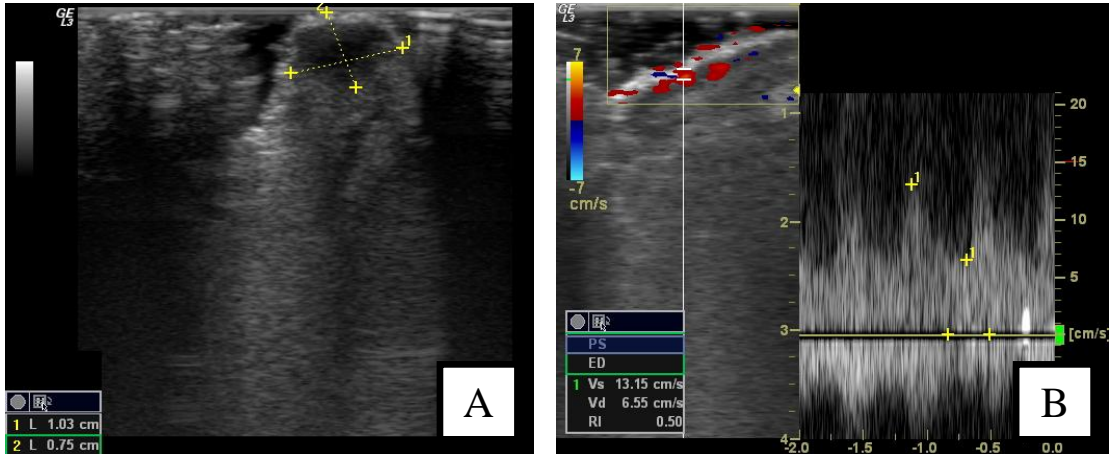 GE
L3
2
1
1 L 1.03 cm
2 L 0.75 cm
A
GE
L3
7
-7
cm/s
1
2
3
4
1
1
20
15
10
5
[cm/s]
-2.0
-1.5
-1.0
-0.5
0.0
PS
ED
1 Vs 13.15 cm/s
Vd 6.55 cm/s
RI 0.50
B